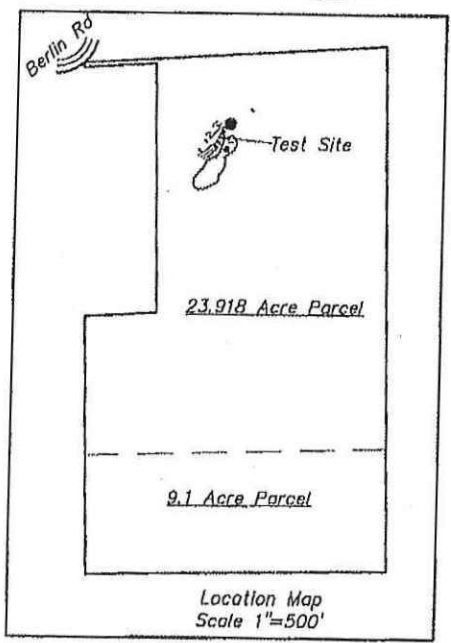 Berlin Rd
Test Site
23.918 Acre Parcel
9.1 Acre Parcel
Location Map
Scale 1"=500'